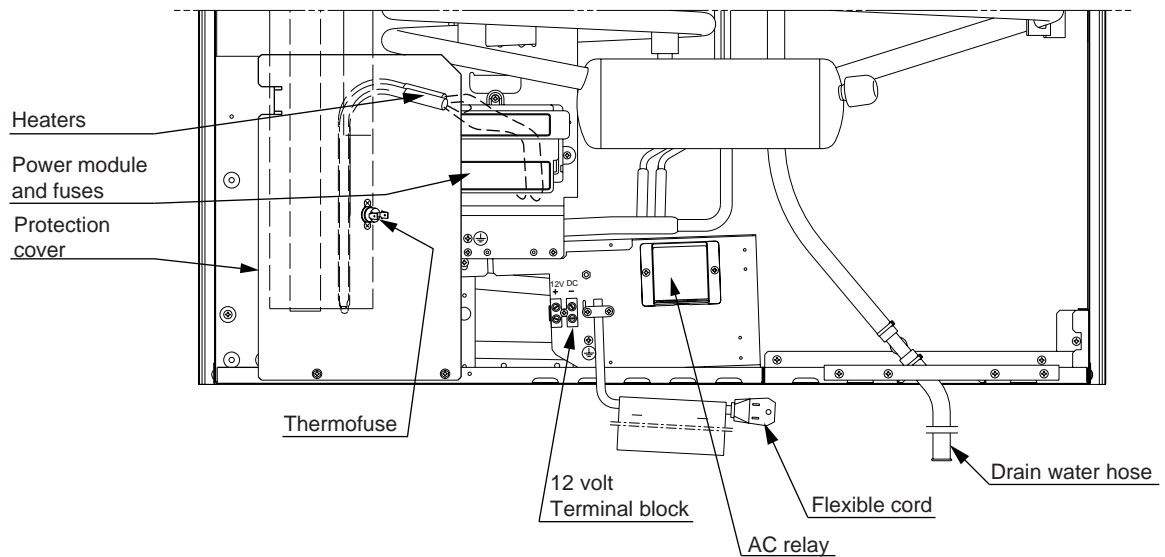 Heaters
Power module
and fuses
Protection
cover
12V DC
+ −
Thermofuse
12 volt
Terminal block
Flexible cord
AC relay
Drain water hose